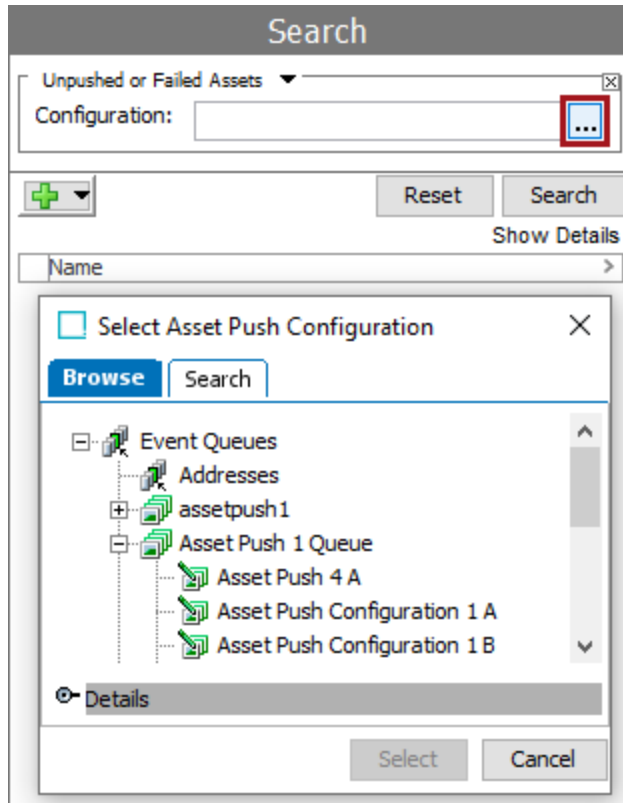 Search
Unpushed or Failed Assets
Configuration:
...
Reset Search
Show Details
Name
Select Asset Push Configuration
Browse Search
Event Queues
Addresses
assetpush1
Asset Push 1 Queue
Asset Push 4 A
Asset Push Configuration 1 A
Asset Push Configuration 1 B
Details
Select Cancel